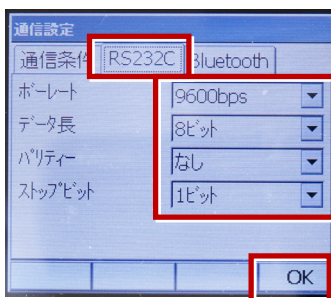 通信設定
通信条件 RS232C Bluetooth
ボーレート 9600bps
データ長 8ビット
パリティー なし
ストップビット 1ビット
OK